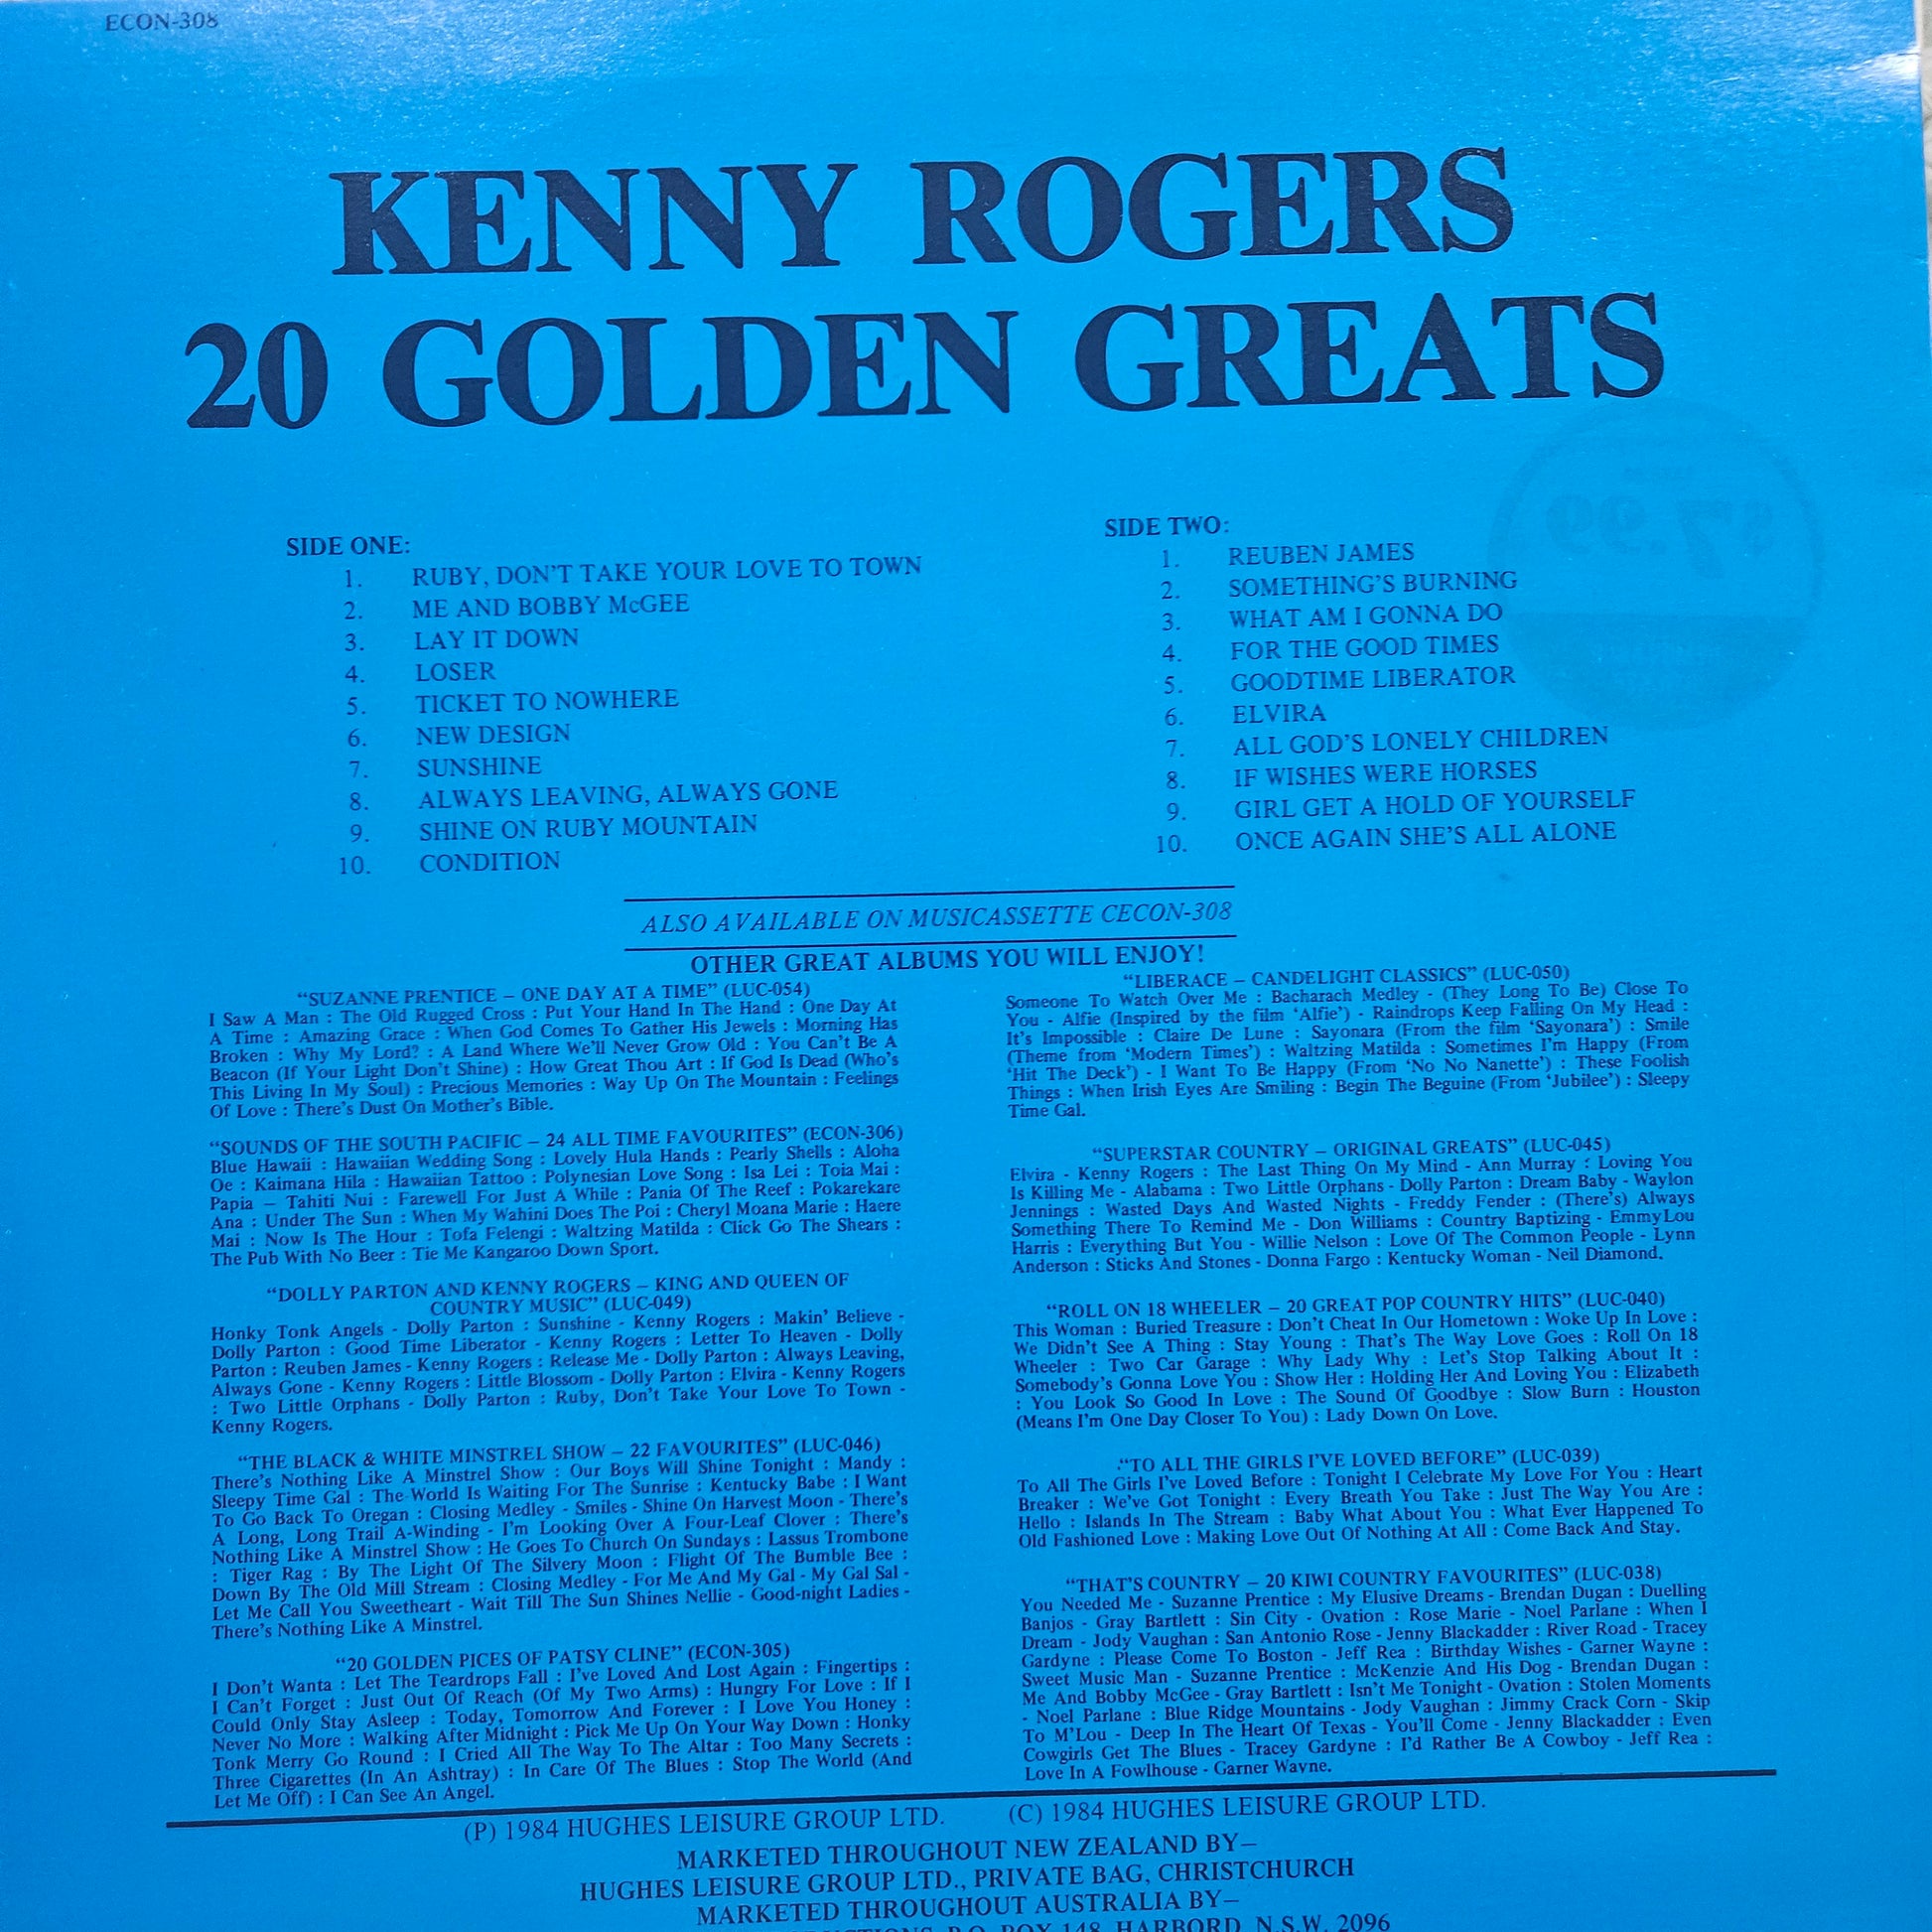 ECON-308
KENNY ROGERS
20 GOLDEN GREATS
$7.99
SIDE ONE:
1. RUBY, DON'T TAKE YOUR LOVE TO TOWN
2. ME AND BOBBY McGEE
3. LAY IT DOWN
4. LOSER
5. TICKET TO NOWHERE
6. NEW DESIGN
7. SUNSHINE
8. ALWAYS LEAVING, ALWAYS GONE
9. SHINE ON RUBY MOUNTAIN
10. CONDITION
SIDE TWO:
1. REUBEN JAMES
2. SOMETHING'S BURNING
3. WHAT AM I GONNA DO
4. FOR THE GOOD TIMES
5. GOODTIME LIBERATOR
6. ELVIRA
7. ALL GOD'S LONELY CHILDREN
8. IF WISHES WERE HORSES
9. GIRL GET A HOLD OF YOURSELF
10. ONCE AGAIN SHE'S ALL ALONE
ALSO AVAILABLE ON MUSICASSETTE CECON-308
OTHER GREAT ALBUMS YOU WILL ENJOY!
"SUZANNE PRENTICE – ONE DAY AT A TIME" (LUC-054)
I Saw A Man : The Old Rugged Cross : Put Your Hand In The Hand : One Day At
A Time : Amazing Grace : When God Comes To Gather His Jewels : Morning Has
Broken : Why My Lord? : A Land Where We'll Never Grow Old : You Can't Be A
Beacon (If Your Light Don't Shine) : How Great Thou Art : If God Is Dead (Who's
This Living In My Soul) : Precious Memories : Way Up On The Mountain : Feelings
Of Love : There's Dust On Mother's Bible.
"SOUNDS OF THE SOUTH PACIFIC – 24 ALL TIME FAVOURITES" (ECON-306)
Blue Hawaii : Hawaiian Wedding Song : Lovely Hula Hands : Pearly Shells : Aloha
Oe : Kaimana Hila : Hawaiian Tattoo : Polynesian Love Song : Isa Lei : Toia Mai :
Papia – Tahiti Nui : Farewell For Just A While : Pania Of The Reef : Pokarekare
Ana : Under The Sun : When My Wahini Does The Poi : Cheryl Moana Marie : Haere
Mai : Now Is The Hour : Tofa Felengi : Waltzing Matilda : Click Go The Shears :
The Pub With No Beer : Tie Me Kangaroo Down Sport.
"DOLLY PARTON AND KENNY ROGERS – KING AND QUEEN OF
COUNTRY MUSIC" (LUC-049)
Honky Tonk Angels - Dolly Parton : Sunshine - Kenny Rogers : Makin' Believe -
Dolly Parton : Good Time Liberator - Kenny Rogers : Letter To Heaven - Dolly
Parton : Reuben James - Kenny Rogers : Release Me - Dolly Parton : Always Leaving,
Always Gone - Kenny Rogers : Little Blossom - Dolly Parton : Elvira - Kenny Rogers
: Two Little Orphans - Dolly Parton : Ruby, Don't Take Your Love To Town -
Kenny Rogers.
"THE BLACK & WHITE MINSTREL SHOW – 22 FAVOURITES" (LUC-046)
There's Nothing Like A Minstrel Show : Our Boys Will Shine Tonight : Mandy :
Sleepy Time Gal : The World Is Waiting For The Sunrise : Kentucky Babe : I Want
To Go Back To Oregan : Closing Medley - Smiles - Shine On Harvest Moon - There's
A Long, Long Trail A-Winding - I'm Looking Over A Four-Leaf Clover : There's
Nothing Like A Minstrel Show : He Goes To Church On Sundays : Lassus Trombone
: Tiger Rag : By The Light Of The Silvery Moon : Flight Of The Bumble Bee :
Down By The Old Mill Stream : Closing Medley - For Me And My Gal - My Gal Sal -
Let Me Call You Sweetheart - Wait Till The Sun Shines Nellie - Good-night Ladies -
There's Nothing Like A Minstrel.
"20 GOLDEN PICES OF PATSY CLINE" (ECON-305)
I Don't Wanta : Let The Teardrops Fall : I've Loved And Lost Again : Fingertips :
I Can't Forget : Just Out Of Reach (Of My Two Arms) : Hungry For Love : If I
Could Only Stay Asleep : Today, Tomorrow And Forever : I Love You Honey :
Never No More : Walking After Midnight : Pick Me Up On Your Way Down : Honky
Tonk Merry Go Round : I Cried All The Way To The Altar : Too Many Secrets :
Three Cigarettes (In An Ashtray) : In Care Of The Blues : Stop The World (And
Let Me Off) : I Can See An Angel.
"LIBERACE – CANDELIGHT CLASSICS" (LUC-050)
Someone To Watch Over Me : Bacharach Medley - (They Long To Be) Close To
You - Alfie (Inspired by the film 'Alfie') - Raindrops Keep Falling On My Head :
It's Impossible : Claire De Lune : Sayonara (From the film 'Sayonara') : Smile
(Theme from 'Modern Times') : Waltzing Matilda : Sometimes I'm Happy (From
'Hit The Deck') - I Want To Be Happy (From 'No No Nanette') : These Foolish
Things : When Irish Eyes Are Smiling : Begin The Beguine (From 'Jubilee') : Sleepy
Time Gal.
"SUPERSTAR COUNTRY – ORIGINAL GREATS" (LUC-045)
Elvira - Kenny Rogers : The Last Thing On My Mind - Ann Murray : Loving You
Is Killing Me - Alabama : Two Little Orphans - Dolly Parton : Dream Baby - Waylon
Jennings : Wasted Days And Wasted Nights - Freddy Fender : (There's) Always
Something There To Remind Me - Don Williams : Country Baptizing - EmmyLou
Harris : Everything But You - Willie Nelson : Love Of The Common People - Lynn
Anderson : Sticks And Stones - Donna Fargo : Kentucky Woman - Neil Diamond.
"ROLL ON 18 WHEELER – 20 GREAT POP COUNTRY HITS" (LUC-040)
This Woman : Buried Treasure : Don't Cheat In Our Hometown : Woke Up In Love :
We Didn't See A Thing : Stay Young : That's The Way Love Goes : Roll On 18
Wheeler : Two Car Garage : Why Lady Why : Let's Stop Talking About It :
Somebody's Gonna Love You : Show Her : Holding Her And Loving You : Elizabeth
: You Look So Good In Love : The Sound Of Goodbye : Slow Burn : Houston
(Means I'm One Day Closer To You) : Lady Down On Love.
"TO ALL THE GIRLS I'VE LOVED BEFORE" (LUC-039)
To All The Girls I've Loved Before : Tonight I Celebrate My Love For You : Heart
Breaker : We've Got Tonight : Every Breath You Take : Just The Way You Are :
Hello : Islands In The Stream : Baby What About You : What Ever Happened To
Old Fashioned Love : Making Love Out Of Nothing At All : Come Back And Stay.
"THAT'S COUNTRY – 20 KIWI COUNTRY FAVOURITES" (LUC-038)
You Needed Me - Suzanne Prentice : My Elusive Dreams - Brendan Dugan : Duelling
Banjos - Gray Bartlett : Sin City - Ovation : Rose Marie - Noel Parlane : When I
Dream - Jody Vaughan : San Antonio Rose - Jenny Blackadder : River Road - Tracey
Gardyne : Please Come To Boston - Jeff Rea : Birthday Wishes - Garner Wayne :
Sweet Music Man - Suzanne Prentice : McKenzie And His Dog - Brendan Dugan :
Me And Bobby McGee - Gray Bartlett : Isn't Me Tonight - Ovation : Stolen Moments
- Noel Parlane : Blue Ridge Mountains - Jody Vaughan : Jimmy Crack Corn - Skip
To M'Lou - Deep In The Heart Of Texas - You'll Come - Jenny Blackadder : Even
Cowgirls Get The Blues - Tracey Gardyne : I'd Rather Be A Cowboy - Jeff Rea :
Love In A Fowlhouse - Garner Wayne.
(P) 1984 HUGHES LEISURE GROUP LTD. (C) 1984 HUGHES LEISURE GROUP LTD.
MARKETED THROUGHOUT NEW ZEALAND BY–
HUGHES LEISURE GROUP LTD., PRIVATE BAG, CHRISTCHURCH
MARKETED THROUGHOUT AUSTRALIA BY–
P.O. BOX 148, HARBORD, N.S.W. 2096